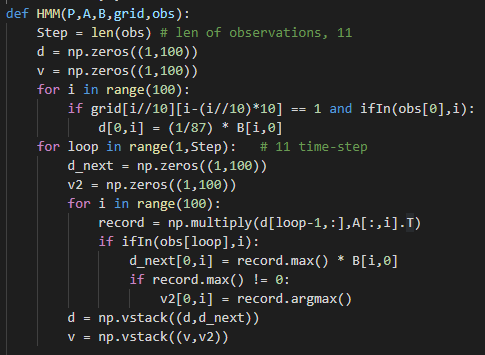 def HMM(P,A,B,grid,obs):
    Step = len(obs) # len of observations, 11
    d = np.zeros((1,100))
    v = np.zeros((1,100))
    for i in range(100):
        if grid[i//10][i-(i//10)*10] == 1 and ifIn(obs[0],i):
            d[0,i] = (1/87) * B[i,0]
    for loop in range(1,Step):   # 11 time-step
        d_next = np.zeros((1,100))
        v2 = np.zeros((1,100))
        for i in range(100):
            record = np.multiply(d[loop-1,:],A[:,i].T)
            if ifIn(obs[loop],i):
                d_next[0,i] = record.max() * B[i,0]
                if record.max() != 0:
                    v2[0,i] = record.argmax()
        d = np.vstack((d,d_next))
        v = np.vstack((v,v2))